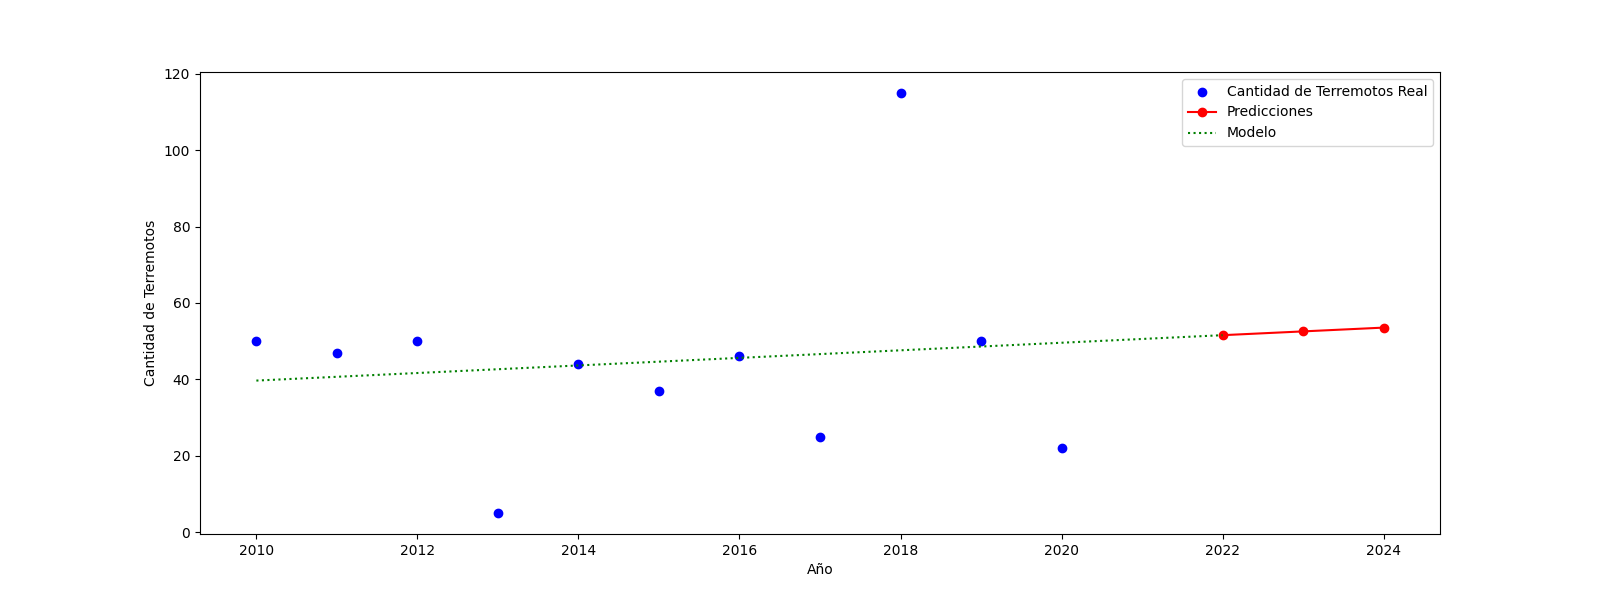 Cantidad de Terremotos Real
Predicciones
Modelo
120
100
80
60
40
20
0
Cantidad de Terremotos
2010 2012 2014 2016 2018 2020 2022 2024
Año